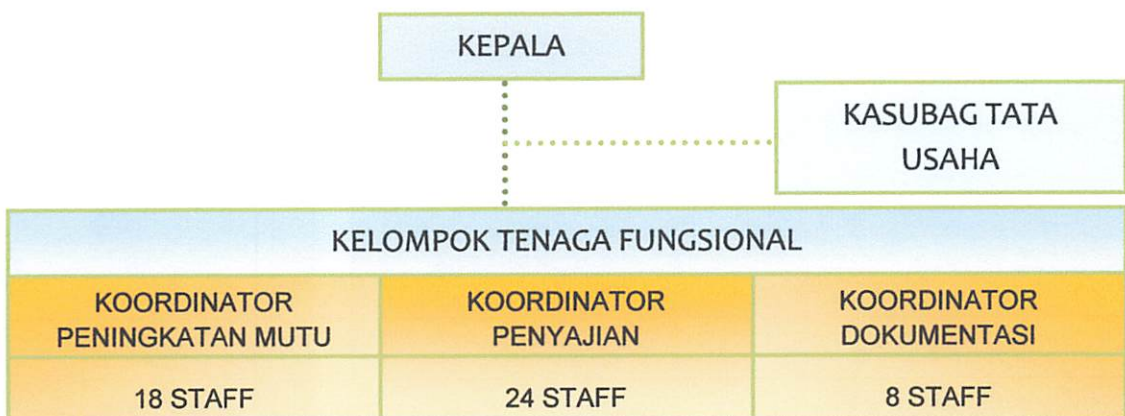 KEPALA
KASUBAG TATA
USAHA
KELOMPOK TENAGA FUNGSIONAL
KOORDINATOR
PENINGKATAN MUTU
KOORDINATOR
PENYAJIAN
KOORDINATOR
DOKUMENTASI
18 STAFF
24 STAFF
8 STAFF